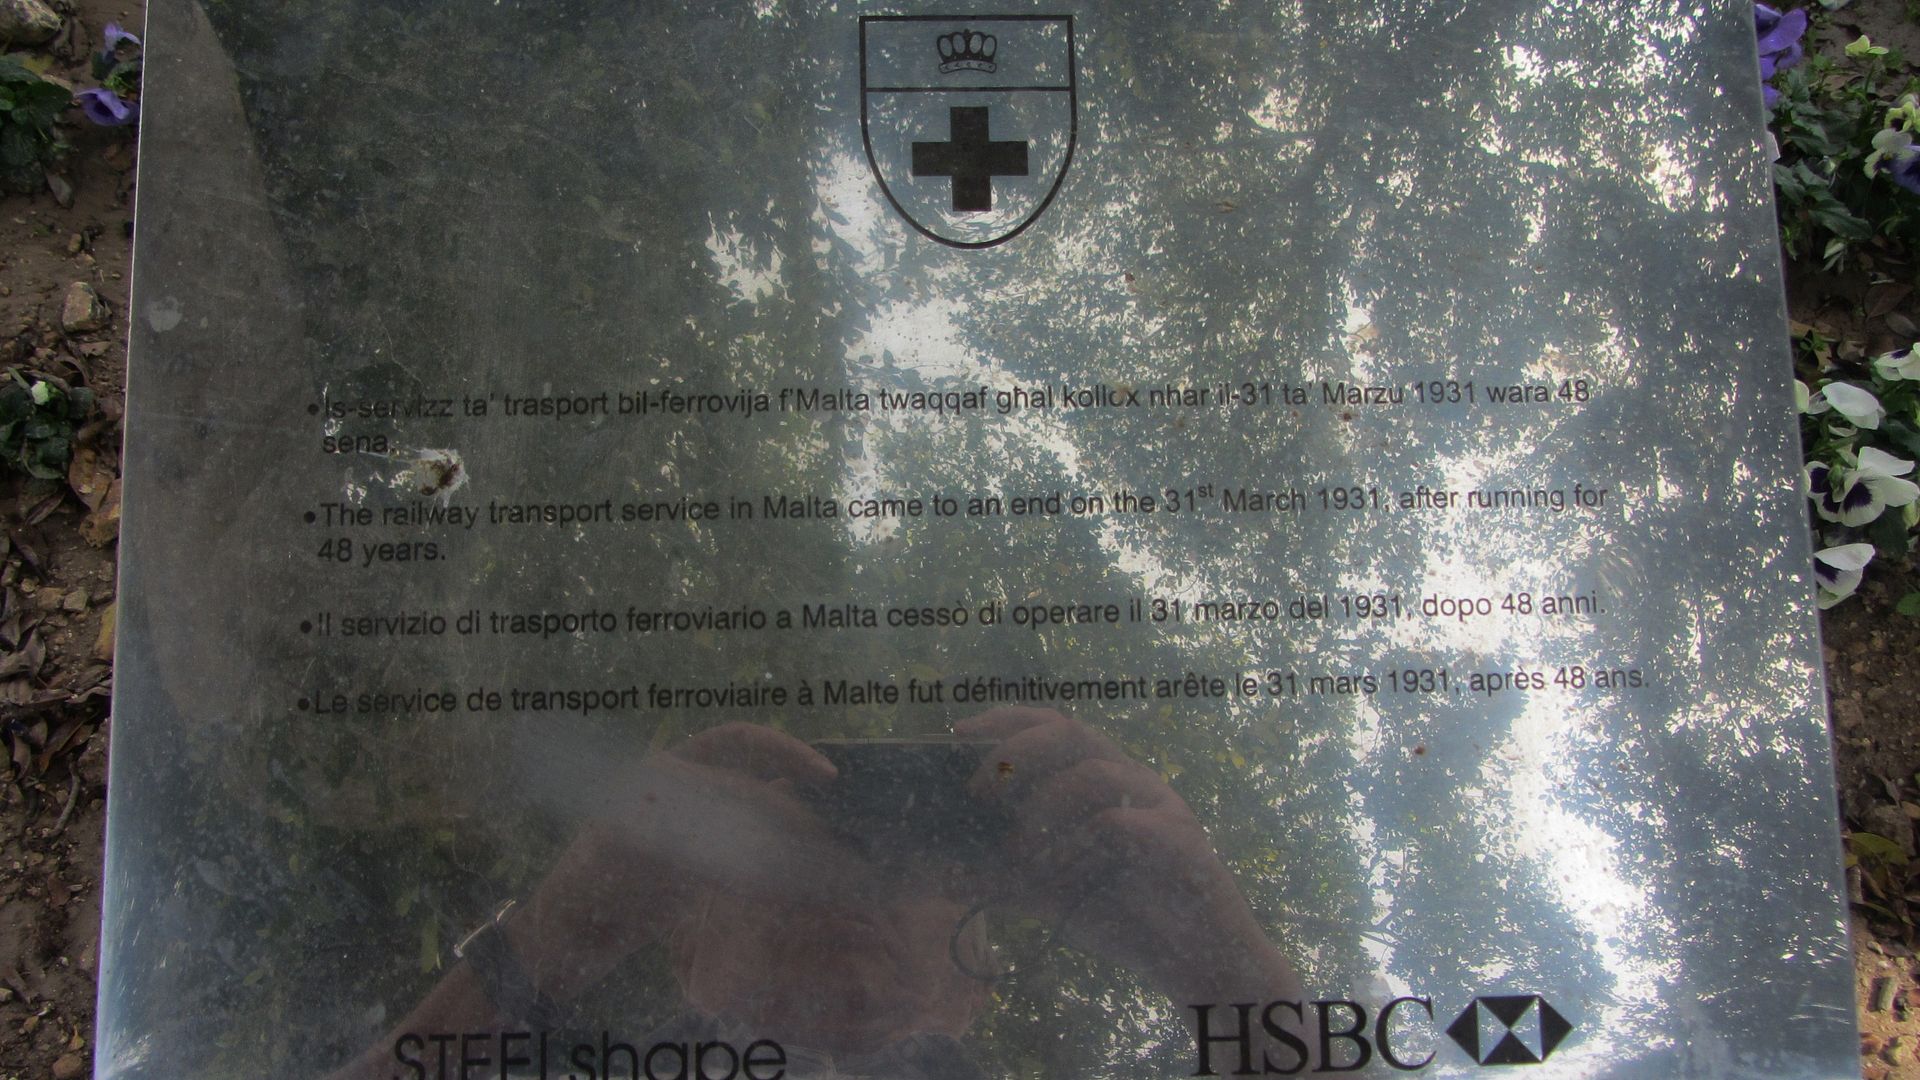 •Is-servizz ta' trasport bil-ferrovija f'Malta twaqqaf għal kollox nhar il-31 ta' Marzu 1931 wara 48
sena.
•The railway transport service in Malta came to an end on the 31st March 1931, after running for
48 years.
•Il servizio di trasporto ferroviario a Malta cessò di operare il 31 marzo del 1931, dopo 48 anni.
•Le service de transport ferroviaire à Malte fut définitivement arête le 31 mars 1931, après 48 ans.
STEELshape
HSBC